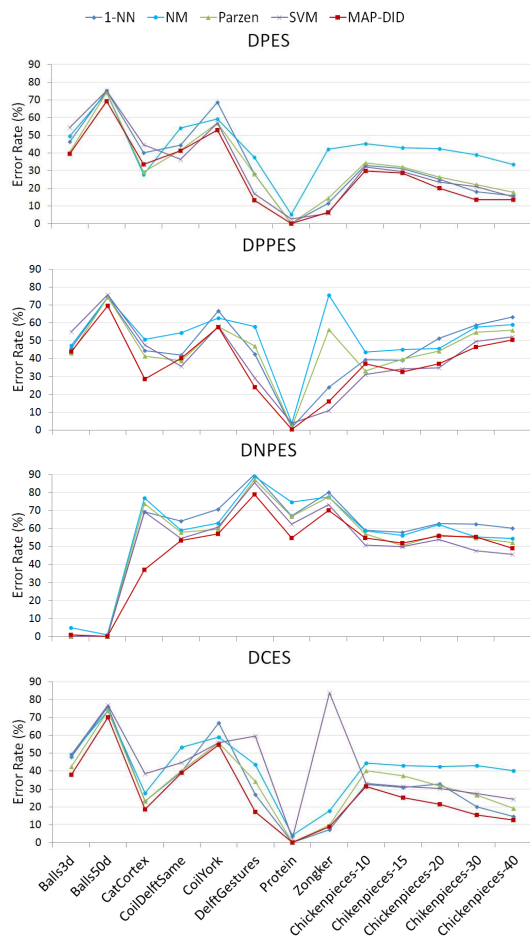 1-NN NM Parzen SVM MAP-DID
DPES
Error Rate (%)
90
80
70
60
50
40
30
20
10
0
DPPES
Error Rate (%)
90
80
70
60
50
40
30
20
10
0
DNPES
Error Rate (%)
90
80
70
60
50
40
30
20
10
0
DCES
Error Rate (%)
90
80
70
60
50
40
30
20
10
0
Balls3d
Balls50d
CatCortex
CoilDelftSame
CoilYork
DelftGestures
Protein
Zongker
Chickenpieces-10
Chikenpieces-15
Chickenpieces-20
Chikenpieces-30
Chickenpieces-40